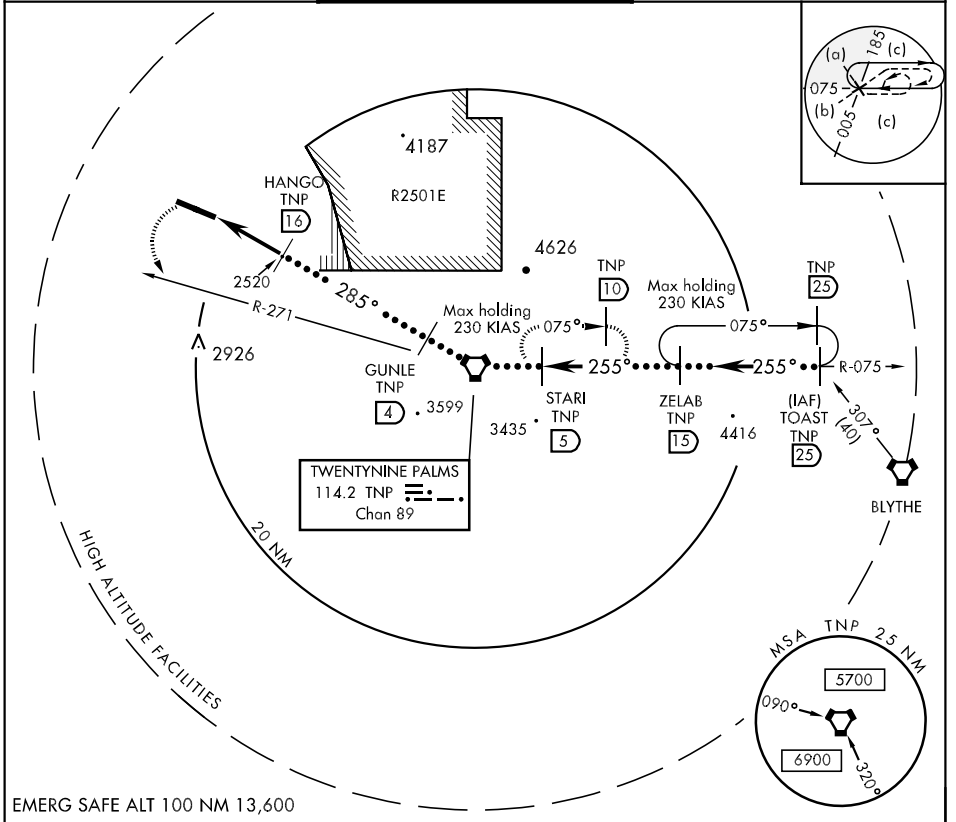 (a)
185
(c)
075
(b)
005
(c)
4187
R2501E
HANGO
TNP
16
4626
2520
285°
R-271
Max holding
230 KIAS
TNP
10
Max holding
230 KIAS
TNP
25
075°
075°
2926
GUNLE
TNP
4
3599
255°
255°
R-075
STARI
TNP
5
3435
ZELAB
TNP
15
4416
(IAF)
TOAST
TNP
25
307°
(40)
BLYTHE
TWENTYNINE PALMS
114.2 TNP
Chan 89
20 NM
HIGH ALTITUDE FACILITIES
MSA TNP 25 NM
5700
090°
6900
320°
EMERG SAFE ALT 100 NM 13,600